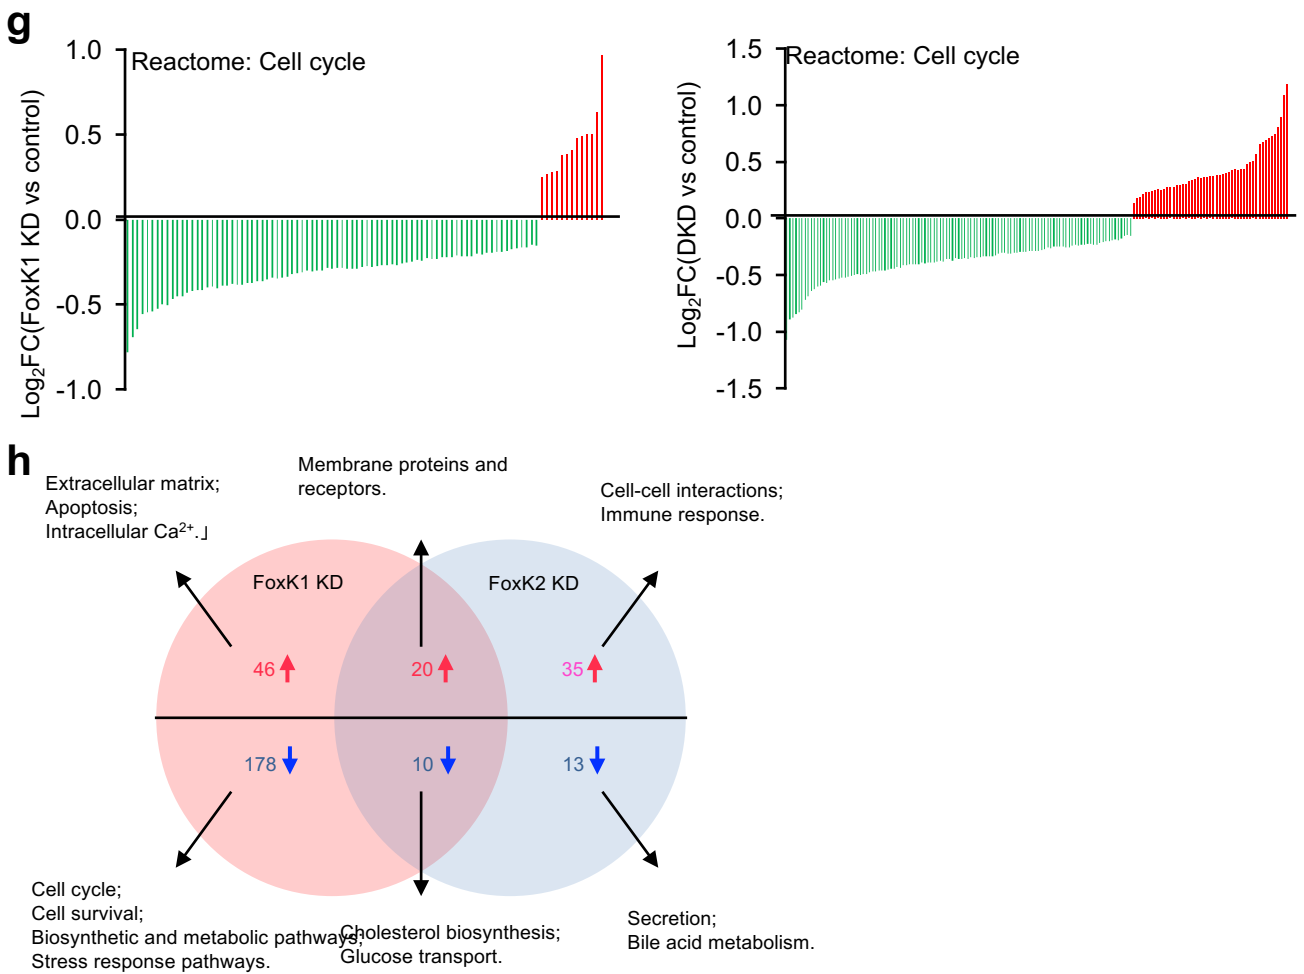 g
Reactome: Cell cycle
Log2FC(FoxK1 KD vs control)
1.0
0.5
0.0
-0.5
-1.0
Reactome: Cell cycle
Log2FC(DKD vs control)
1.5
1.0
0.5
0.0
-0.5
-1.0
-1.5
h
Extracellular matrix;
Apoptosis;
Intracellular Ca2+.」
Membrane proteins and
receptors.
Cell-cell interactions;
Immune response.
FoxK1 KD
FoxK2 KD
46
20
35
178
10
13
Cell cycle;
Cell survival;
Biosynthetic and metabolic pathways;
Stress response pathways.
Cholesterol biosynthesis;
Glucose transport.
Secretion;
Bile acid metabolism.